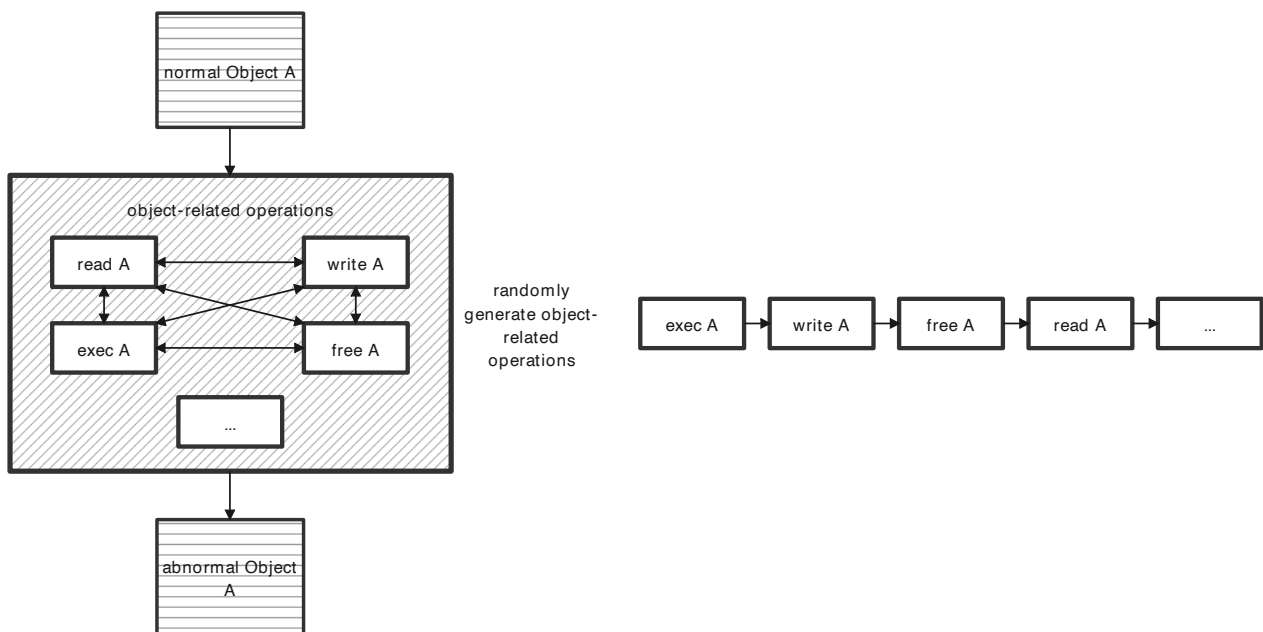 normal Object A
object-related operations
read A
write A
exec A
free A
...
abnormal Object
A
randomly
generate object-
related
operations
exec A
write A
free A
read A
...